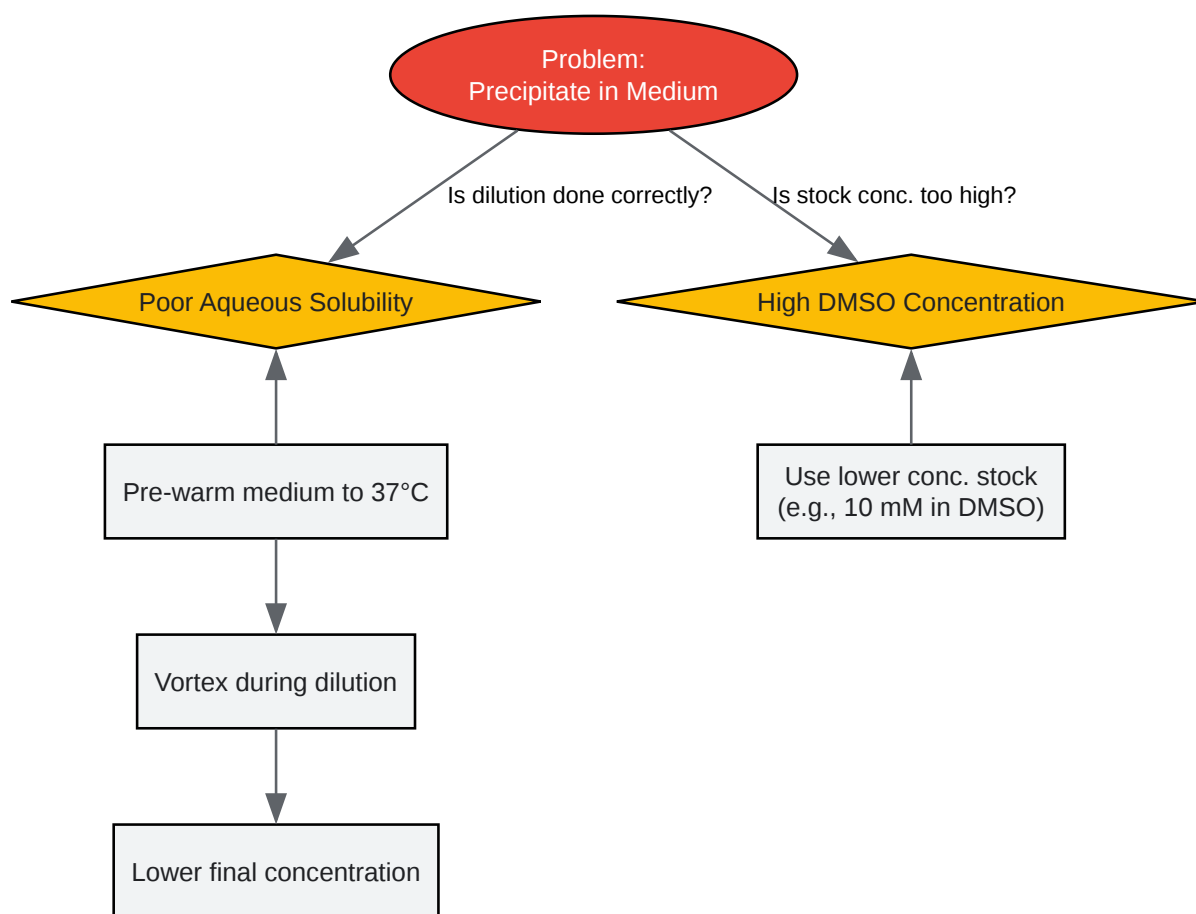 Problem:
Precipitate in Medium
Is dilution done correctly?
Is stock conc. too high?
Poor Aqueous Solubility
High DMSO Concentration
Pre-warm medium to 37°C
Use lower conc. stock
(e.g., 10 mM in DMSO)
Vortex during dilution
Lower final concentration